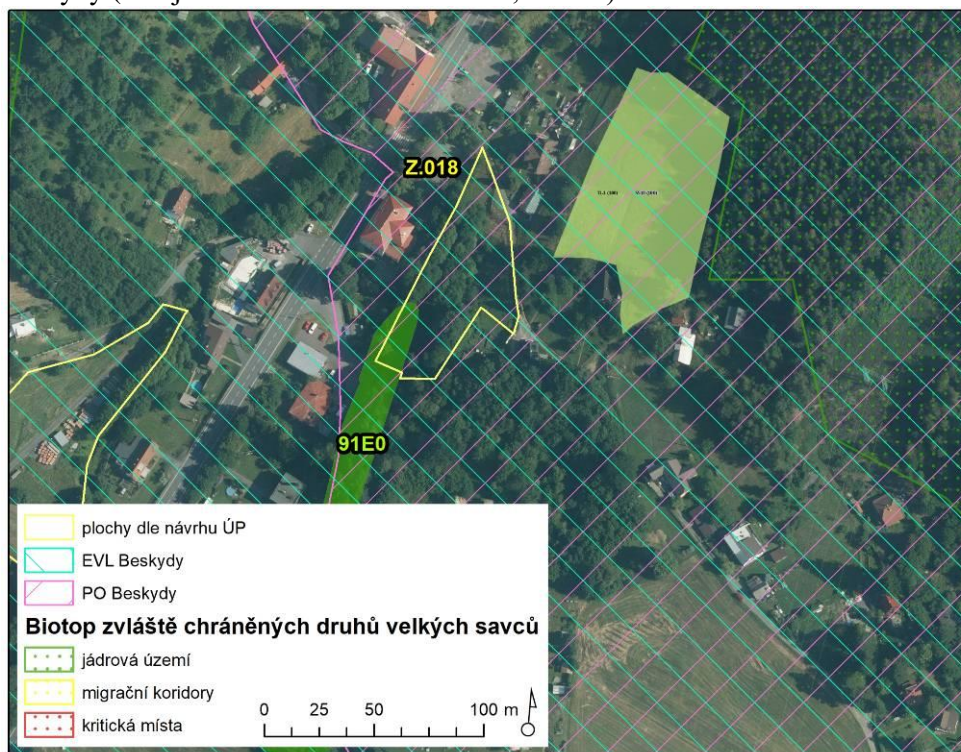 Z.018
91E0
plochy dle návrhu ÚP
EVL Beskydy
PO Beskydy
Biotop zvláště chráněných druhů velkých savců
jádrová území
migrační koridory
kritická místa
0 25 50 100 m